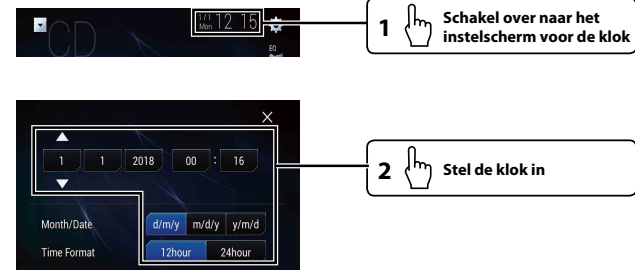 CD
1/1
Mon 12 15
EQ
1
Schakel over naar het
instelscherm voor de klok
1 1 2018 00 : 16
2
Stel de klok in
Month/Date d/m/y m/d/y y/m/d
Time Format 12hour 24hour